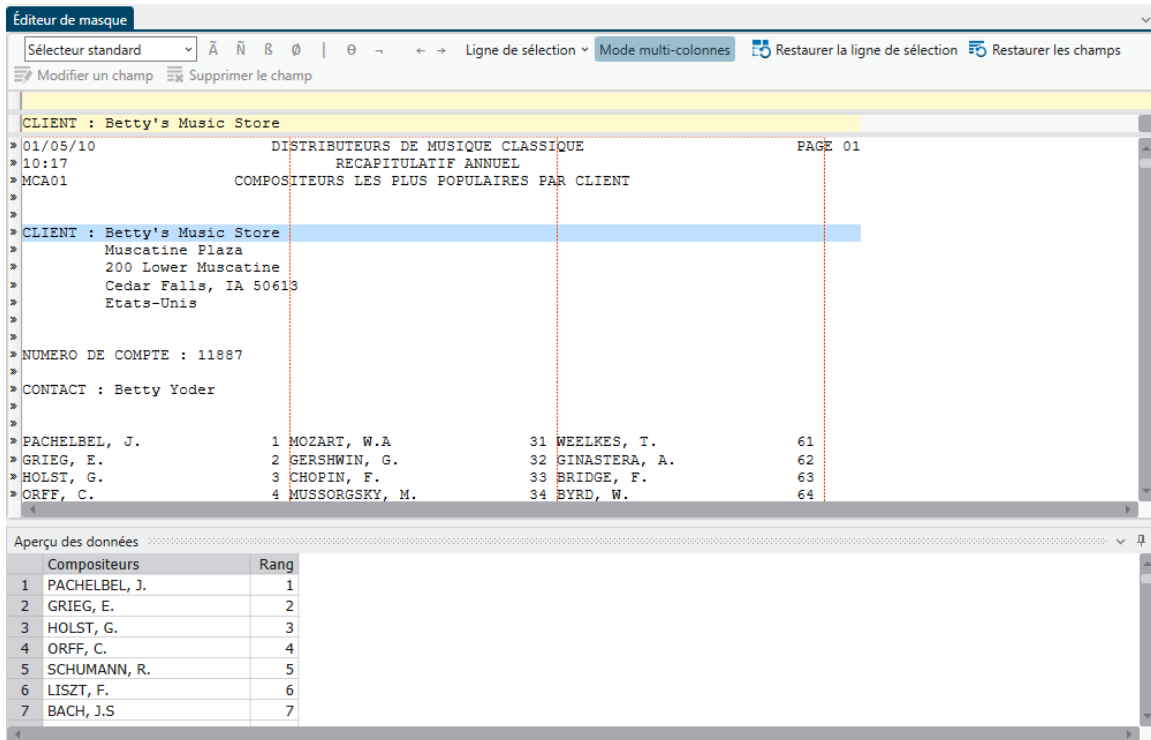 Éditeur de masque
Sélecteur standard Ã Ñ ß Ø | θ ¬ ← → Ligne de sélection Mode multi-colonnes Restaurer la ligne de sélection Restaurer les champs
Modifier un champ Supprimer le champ
CLIENT : Betty's Music Store
01/05/10 DISTRIBUTEURS DE MUSIQUE CLASSIQUE PAGE 01
10:17 RECAPITULATIF ANNUEL
MCA01 COMPOSITEURS LES PLUS POPULAIRES PAR CLIENT
CLIENT : Betty's Music Store
Muscatine Plaza
200 Lower Muscatine
Cedar Falls, IA 50613
Etats-Unis
NUMERO DE COMPTE : 11887
CONTACT : Betty Yoder
PACHELBEL, J. 1 MOZART, W.A 31 WEELKES, T. 61
GRIEG, E. 2 GERSHWIN, G. 32 GINASTERA, A. 62
HOLST, G. 3 CHOPIN, F. 33 BRIDGE, F. 63
ORFF, C. 4 MUSSORGSKY, M. 34 BYRD, W. 64
Aperçu des données
Compositeurs Rang
1 PACHELBEL, J. 1
2 GRIEG, E. 2
3 HOLST, G. 3
4 ORFF, C. 4
5 SCHUMANN, R. 5
6 LISZT, F. 6
7 BACH, J.S 7